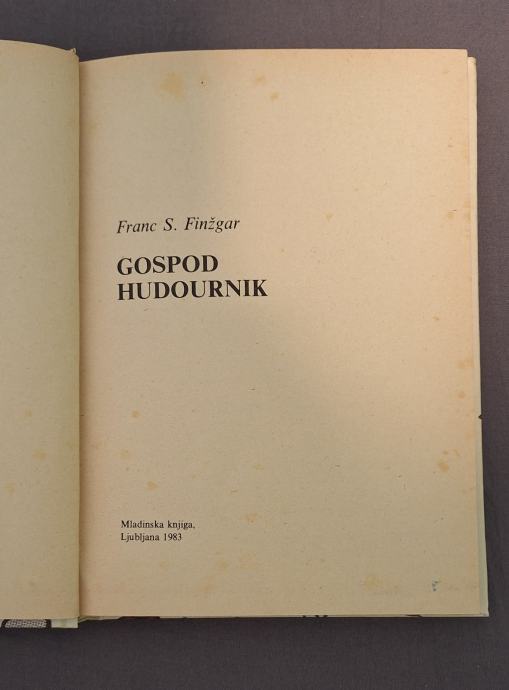 Franc S. Finžgar
GOSPOD
HUDOURNIK
Mladinska knjiga,
Ljubljana 1983